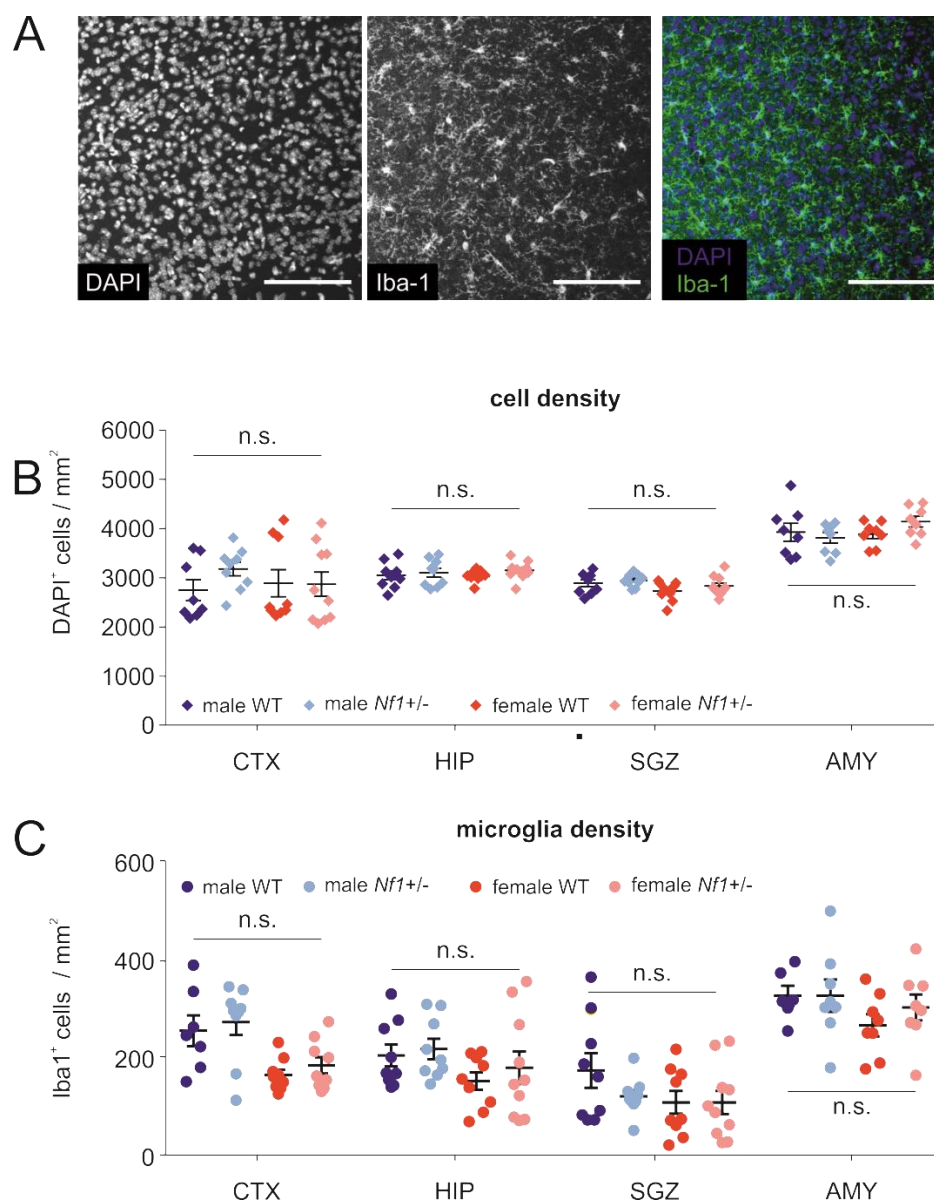 A
DAPI
Iba-1
DAPI
Iba-1
cell density
B
DAPI⁺ cells / mm²
6000
5000
4000
3000
2000
1000
0
n.s.
n.s.
n.s.
n.s.
male WT male Nf1+/- female WT female Nf1+/-
CTX HIP SGZ AMY
C
microglia density
Iba1⁺ cells / mm²
600
400
200
0
male WT male Nf1+/- female WT female Nf1+/-
n.s.
n.s.
n.s.
n.s.
CTX HIP SGZ AMY